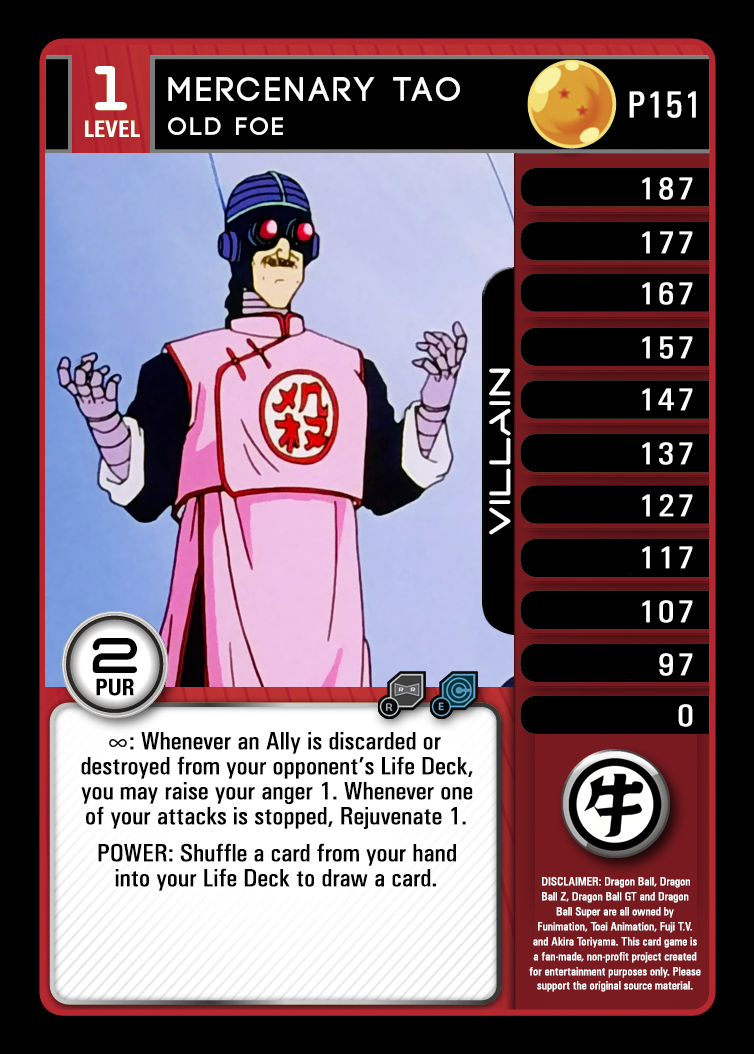 1
LEVEL
MERCENARY TAO
OLD FOE
P151
187
177
167
157
147
137
127
117
107
97
0
VILLAIN
殺
2
PUR
R
E
∞: Whenever an Ally is discarded or
destroyed from your opponent's Life Deck,
you may raise your anger 1. Whenever one
of your attacks is stopped, Rejuvenate 1.
POWER: Shuffle a card from your hand
into your Life Deck to draw a card.
牛
DISCLAIMER: Dragon Ball, Dragon
Ball Z, Dragon Ball GT and Dragon
Ball Super are all owned by
Funimation, Toei Animation, Fuji T.V.
and Akira Toriyama. This card game is
a fan-made, non-profit project created
for entertainment purposes only. Please
support the original source material.